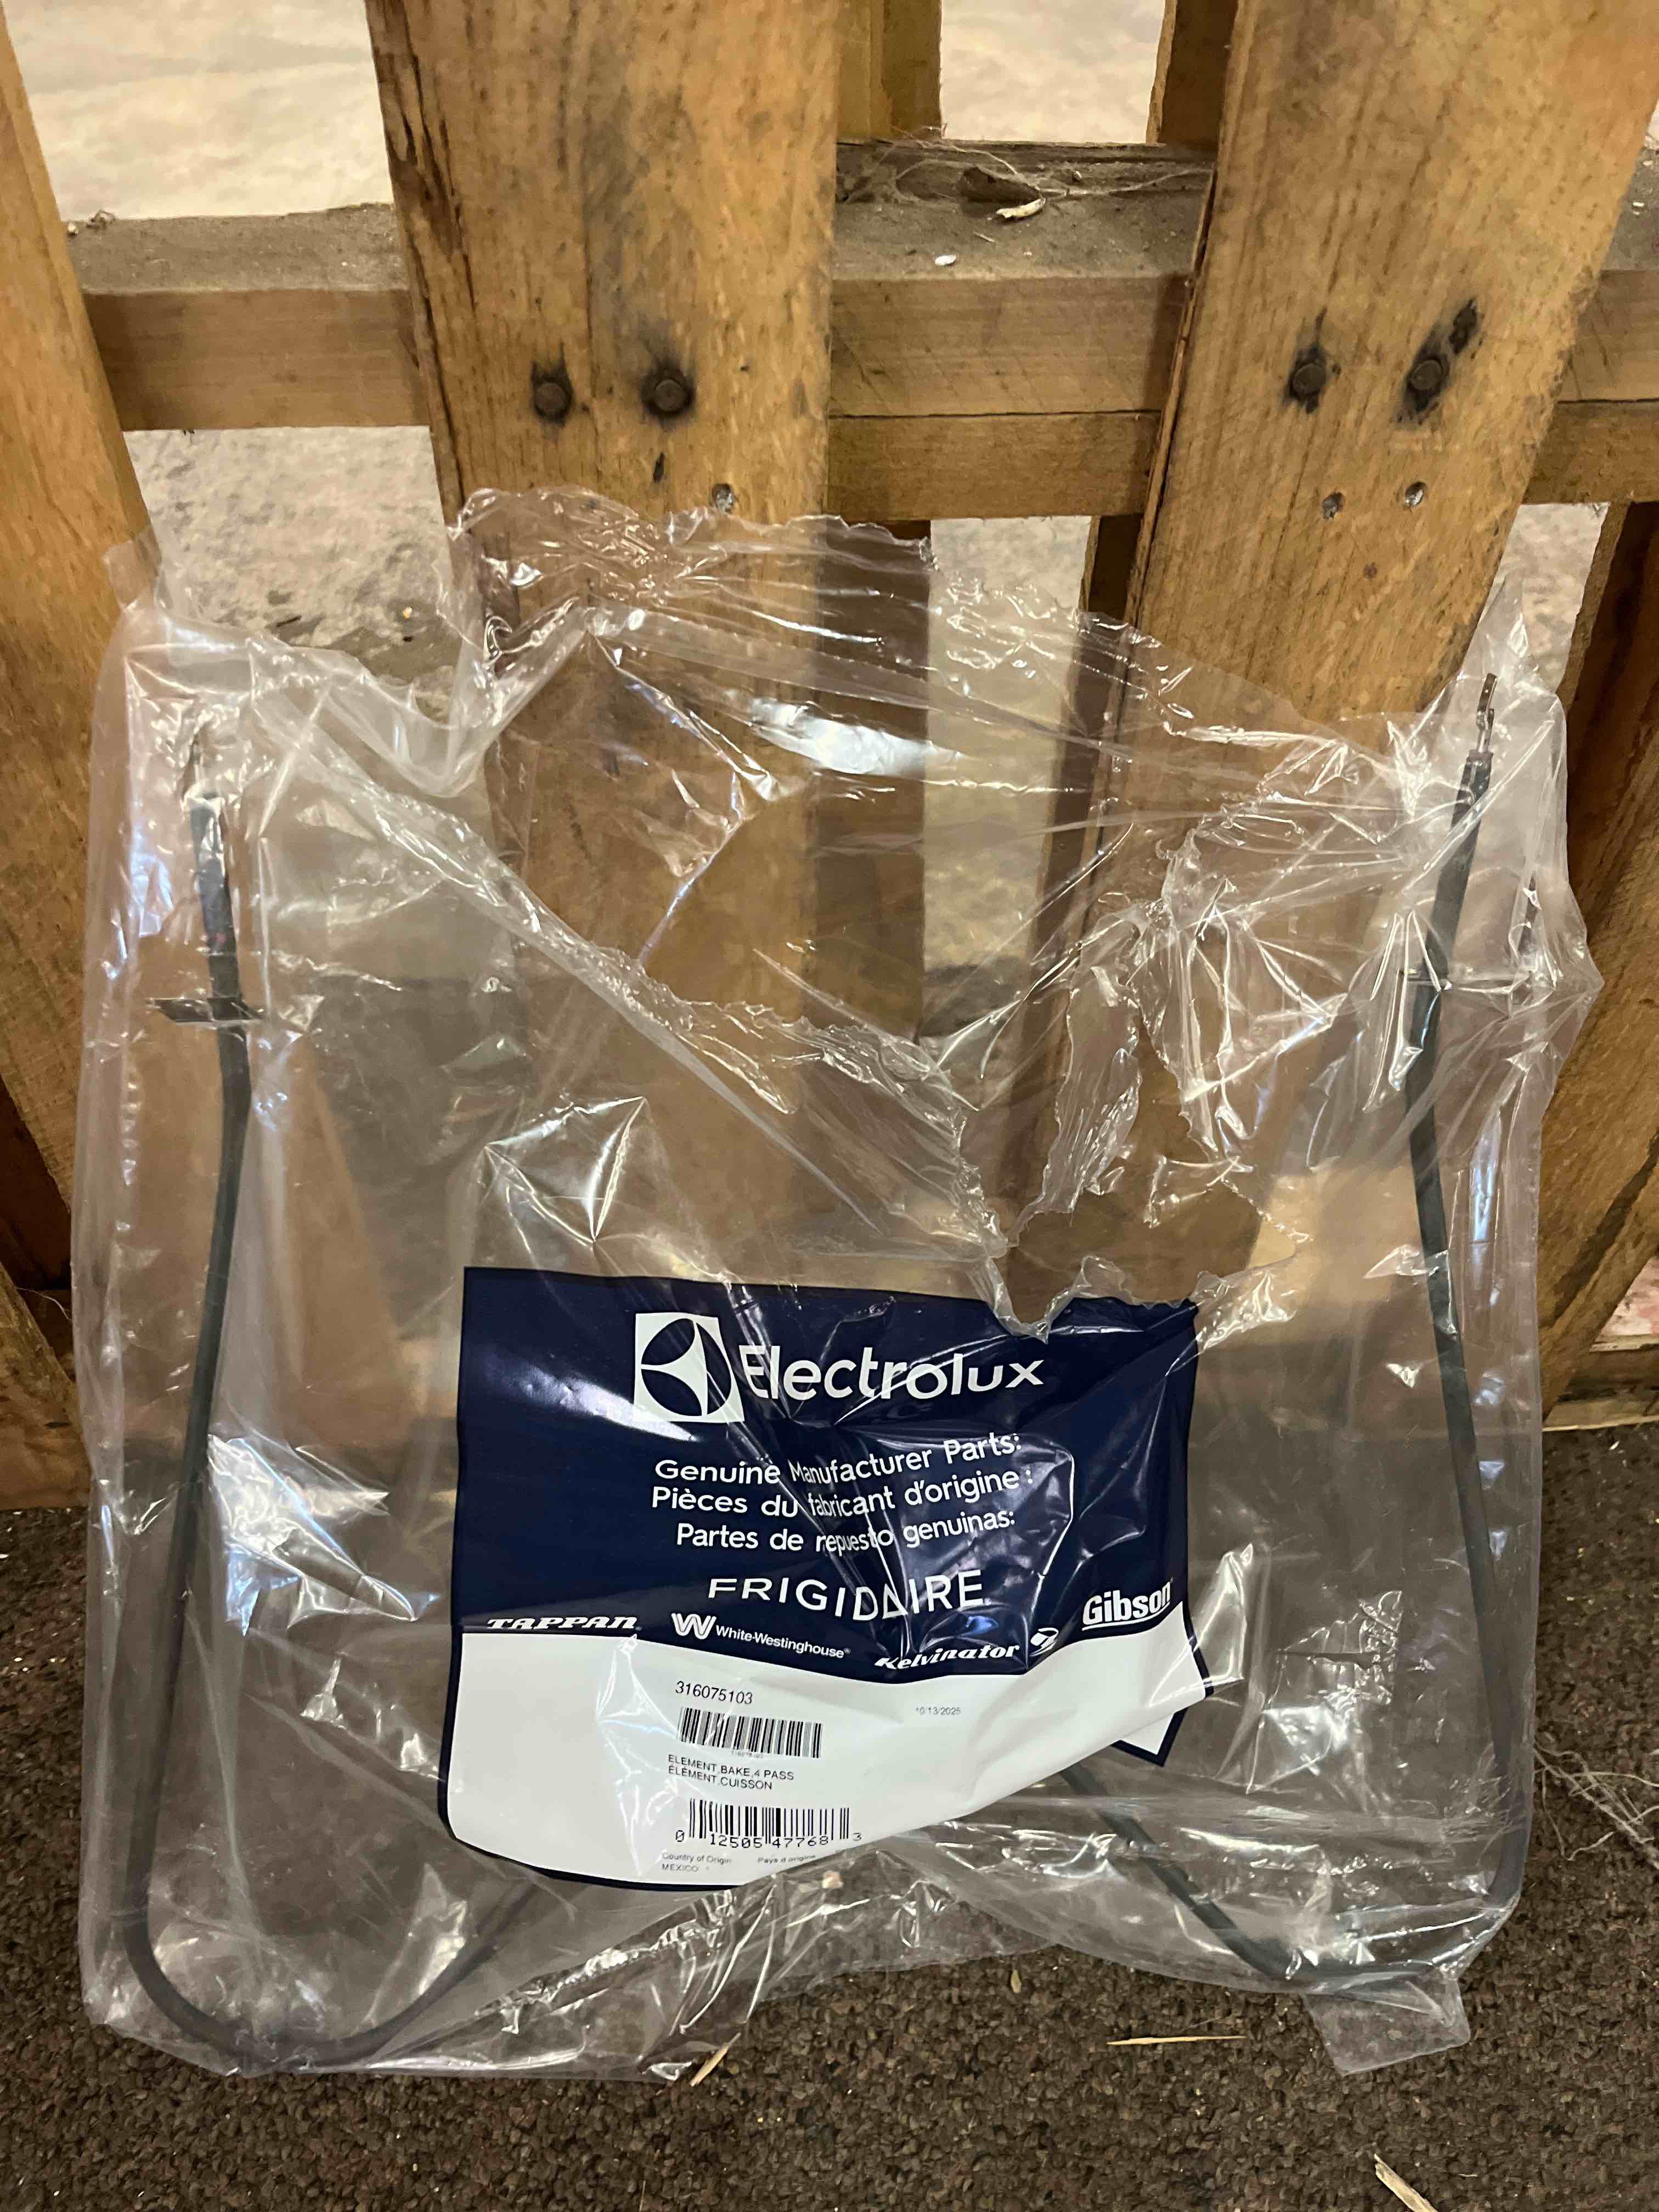 Electrolux
Genuine Manufacturer Parts:
Pièces du fabricant d'origine :
Partes de repuesto genuinas:
FRIGIDAIRE
TAPPAN
White-Westinghouse®
Kelvinator
Gibson
316075103
10/13/2025
ELEMENT,BAKE,4 PASS
ÉLÉMENT,CUISSON
0 12505 47768 3
Country of Origin Pays d origine
MEXICO